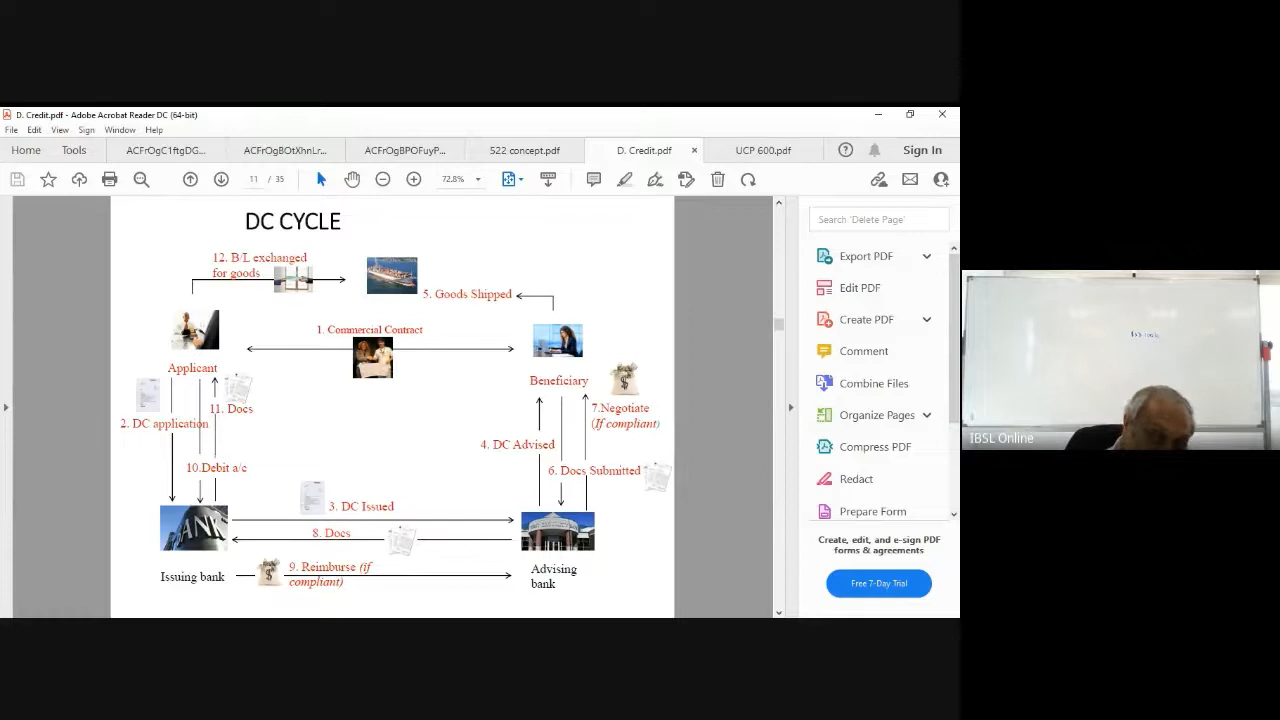 D. Credit.pdf - Adobe Acrobat Reader DC (64-bit)
File Edit View Sign Window Help
Home Tools ACFrOgC1ftgDG... ACFrOgBOtXhnLr... ACFrOgBPOFuyP... 522 concept.pdf D. Credit.pdf UCP 600.pdf Sign In
11 / 35 72.8%
DC CYCLE
12. B/L exchanged
for goods
5. Goods Shipped
1. Commercial Contract
Applicant
Beneficiary
11. Docs
2. DC application
7.Negotiate
(If compliant)
4. DC Advised
10.Debit a/c
6. Docs Submitted
3. DC Issued
8. Docs
BANK
9. Reimburse (if
compliant)
Issuing bank
Advising
bank
Search 'Delete Page'
Export PDF
Edit PDF
Create PDF
Comment
Combine Files
Organize Pages
Compress PDF
Redact
Prepare Form
Create, edit, and e-sign PDF
forms & agreements
Free 7-Day Trial
IBSL Online